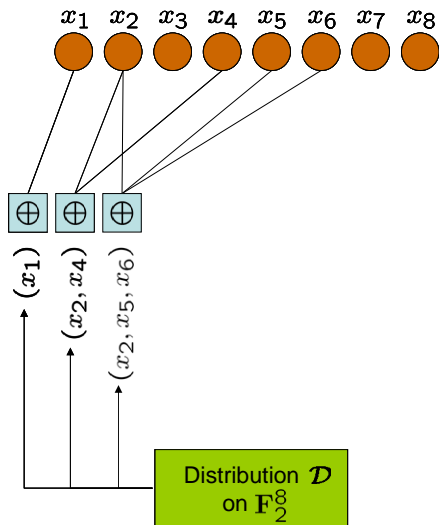 x₁ x₂ x₃ x₄ x₅ x₆ x₇ x₈
⊕ ⊕ ⊕
(x₁) (x₂, x₄) (x₂, x₅, x₆)
Distribution 𝓓
on 𝐅₂⁸